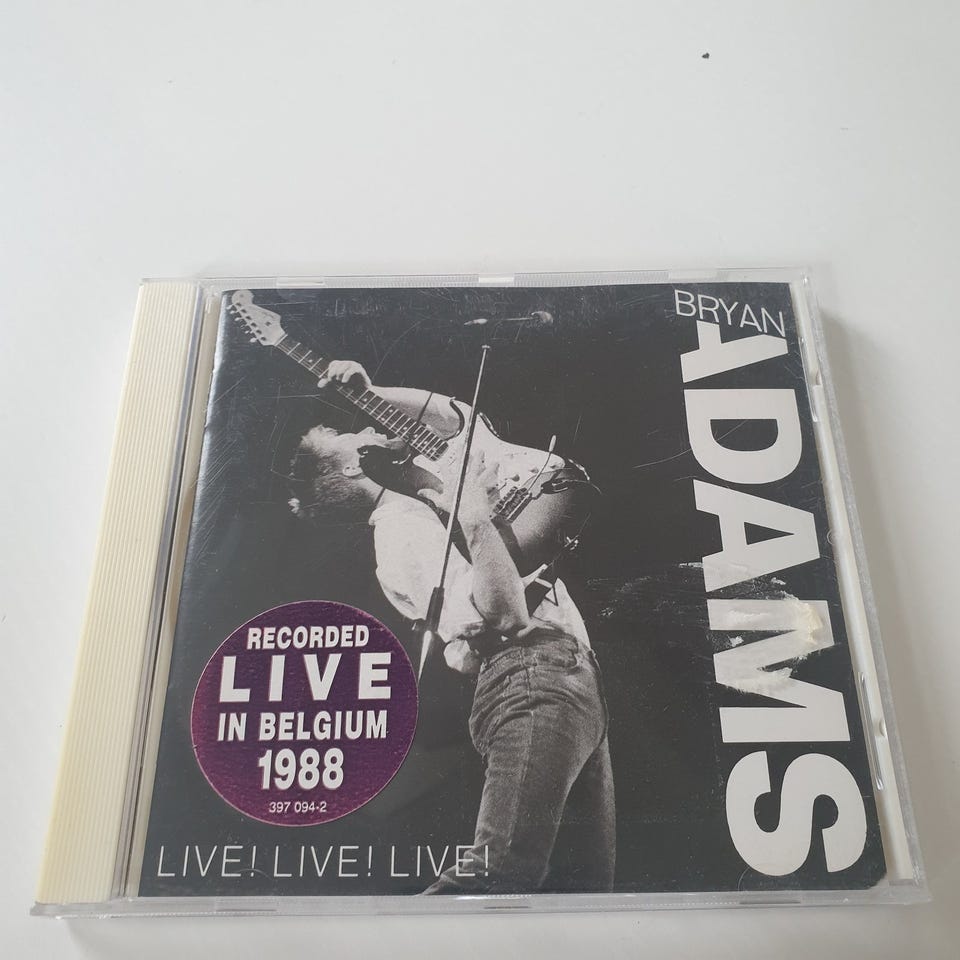 BRYAN
ADAMS
RECORDED
LIVE
IN BELGIUM
1988
397 094-2
LIVE! LIVE! LIVE!